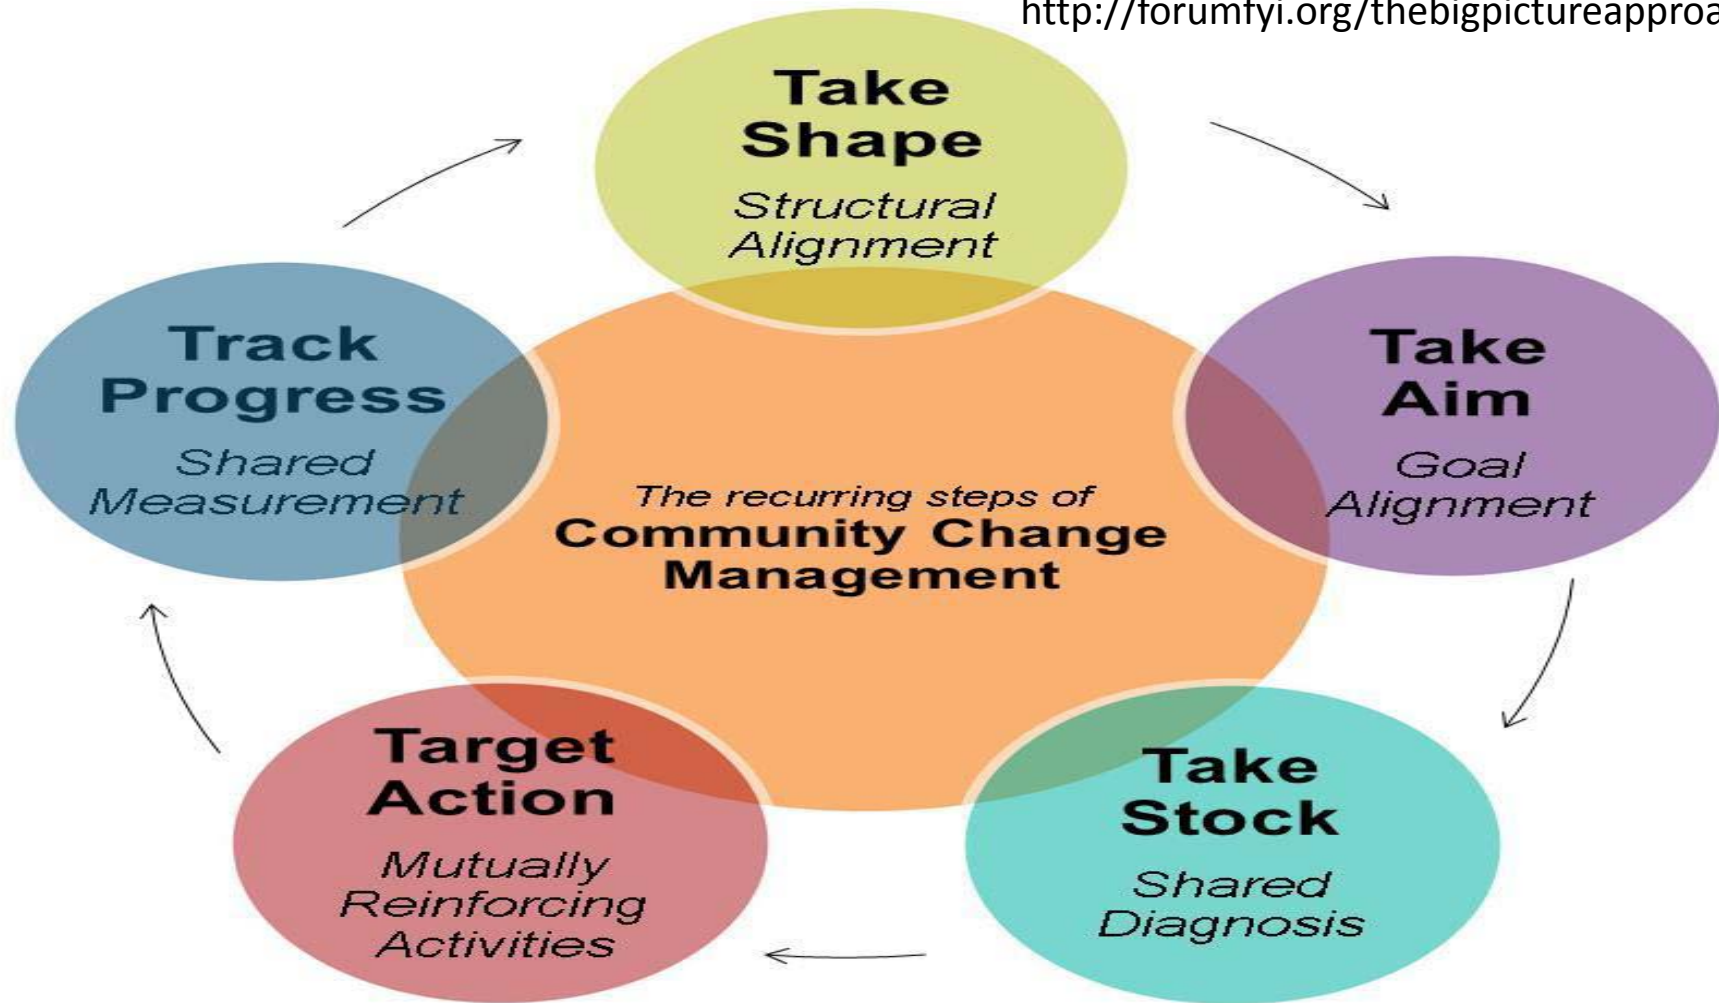 http://forumfyi.org/thebigpictureapproa
Take
Shape
Structural
Alignment
Take
Aim
Goal
Alignment
Take
Stock
Shared
Diagnosis
Target
Action
Mutually
Reinforcing
Activities
Track
Progress
Shared
Measurement
The recurring steps of
Community Change
Management